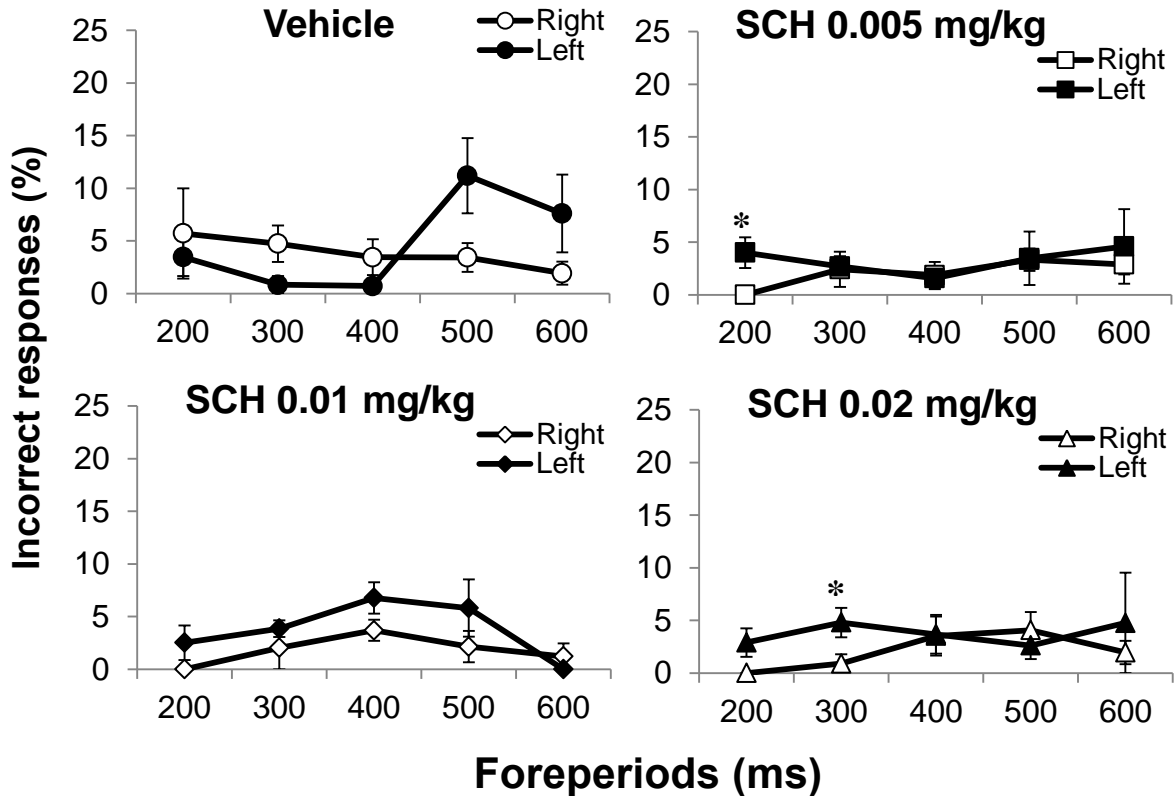 Incorrect responses (%)
Vehicle
Right
Left
25
20
15
10
5
0
200 300 400 500 600
SCH 0.005 mg/kg
Right
Left
25
20
15
10
5
0
*
200 300 400 500 600
SCH 0.01 mg/kg
Right
Left
25
20
15
10
5
0
200 300 400 500 600
SCH 0.02 mg/kg
Right
Left
25
20
15
10
5
0
*
200 300 400 500 600
Foreperiods (ms)